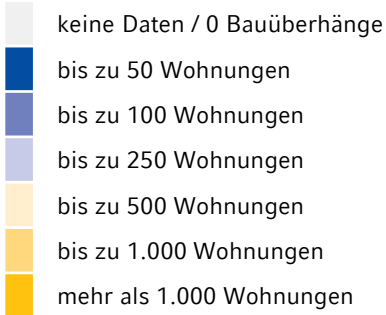 keine Daten / 0 Bauüberhänge
bis zu 50 Wohnungen
bis zu 100 Wohnungen
bis zu 250 Wohnungen
bis zu 500 Wohnungen
bis zu 1.000 Wohnungen
mehr als 1.000 Wohnungen